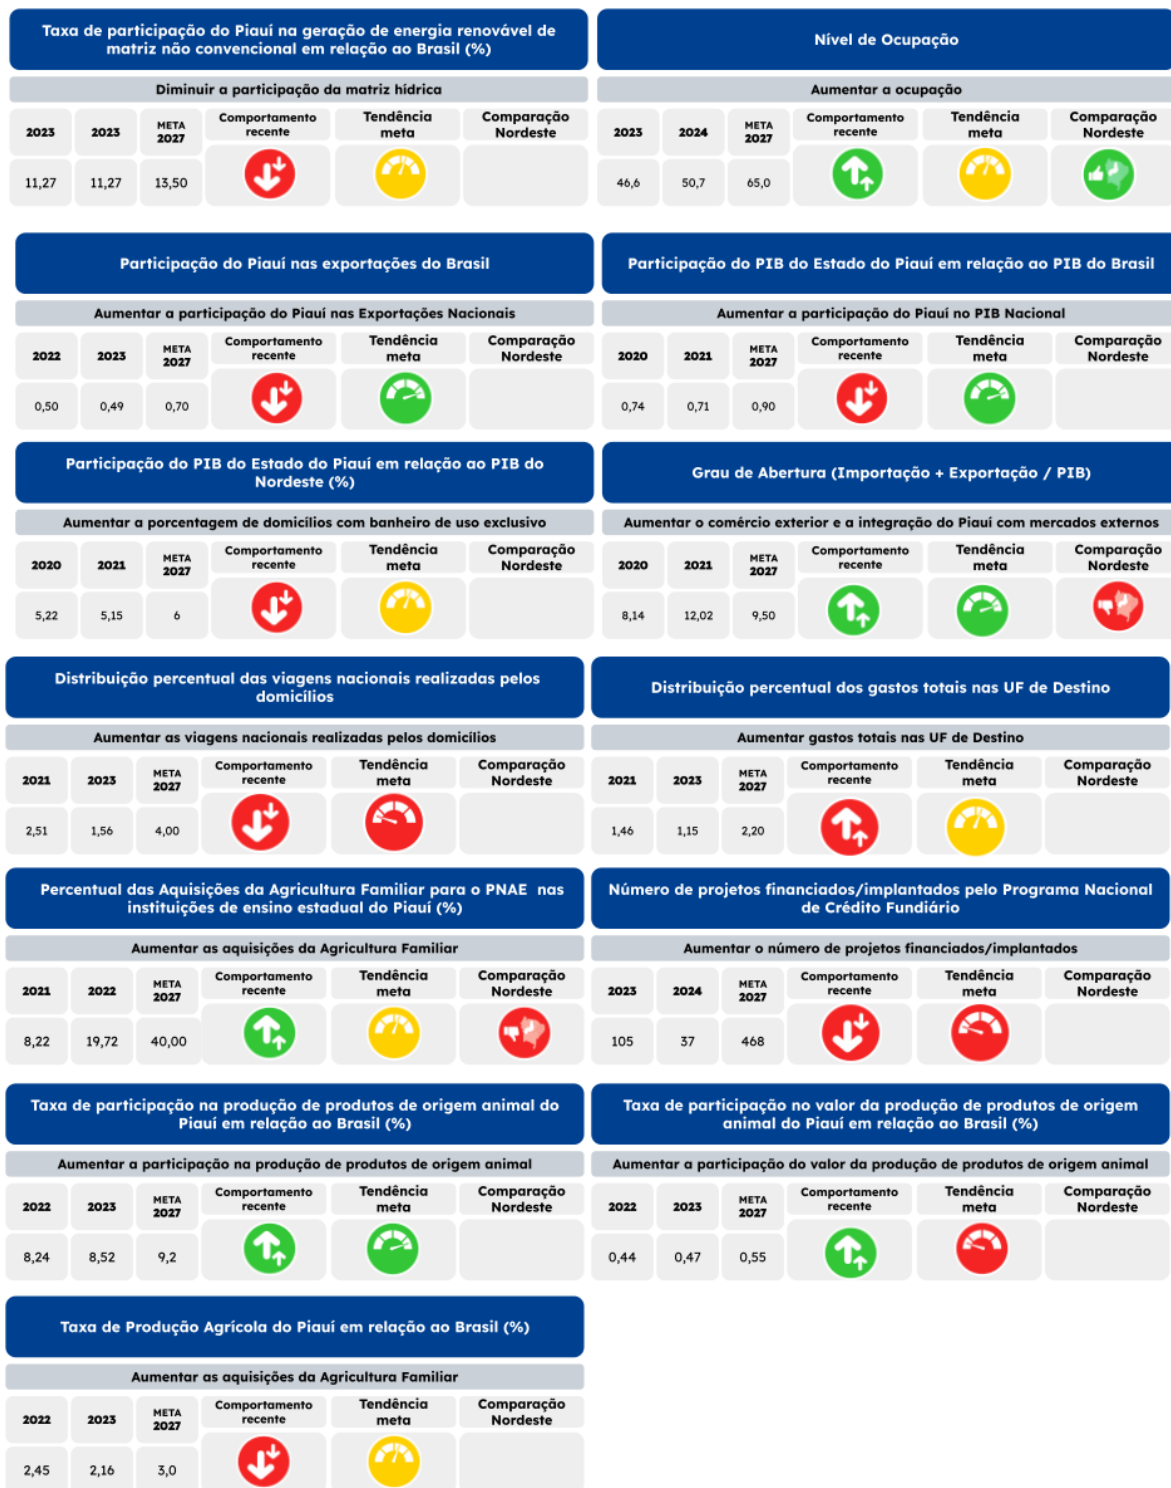 Taxa de participação do Piauí na geração de energia renovável de
matriz não convencional em relação ao Brasil (%)
Diminuir a participação da matriz hídrica
2023 2023 META 2027 Comportamento recente Tendência meta Comparação Nordeste
11,27 11,27 13,50
Nível de Ocupação
Aumentar a ocupação
2023 2024 META 2027 Comportamento recente Tendência meta Comparação Nordeste
46,6 50,7 65,0
Participação do Piauí nas exportações do Brasil
Aumentar a participação do Piauí nas Exportações Nacionais
2022 2023 META 2027 Comportamento recente Tendência meta Comparação Nordeste
0,50 0,49 0,70
Participação do PIB do Estado do Piauí em relação ao PIB do Brasil
Aumentar a participação do Piauí no PIB Nacional
2020 2021 META 2027 Comportamento recente Tendência meta Comparação Nordeste
0,74 0,71 0,90
Participação do PIB do Estado do Piauí em relação ao PIB do
Nordeste (%)
Aumentar a porcentagem de domicílios com banheiro de uso exclusivo
2020 2021 META 2027 Comportamento recente Tendência meta Comparação Nordeste
5,22 5,15 6
Grau de Abertura (Importação + Exportação / PIB)
Aumentar o comércio exterior e a integração do Piauí com mercados externos
2020 2021 META 2027 Comportamento recente Tendência meta Comparação Nordeste
8,14 12,02 9,50
Distribuição percentual das viagens nacionais realizadas pelos
domicílios
Aumentar as viagens nacionais realizadas pelos domicílios
2021 2023 META 2027 Comportamento recente Tendência meta Comparação Nordeste
2,51 1,56 4,00
Distribuição percentual dos gastos totais nas UF de Destino
Aumentar gastos totais nas UF de Destino
2021 2023 META 2027 Comportamento recente Tendência meta Comparação Nordeste
1,46 1,15 2,20
Percentual das Aquisições da Agricultura Familiar para o PNAE nas
instituições de ensino estadual do Piauí (%)
Aumentar as aquisições da Agricultura Familiar
2021 2022 META 2027 Comportamento recente Tendência meta Comparação Nordeste
8,22 19,72 40,00
Número de projetos financiados/implantados pelo Programa Nacional
de Crédito Fundiário
Aumentar o número de projetos financiados/implantados
2023 2024 META 2027 Comportamento recente Tendência meta Comparação Nordeste
105 37 468
Taxa de participação na produção de produtos de origem animal do
Piauí em relação ao Brasil (%)
Aumentar a participação na produção de produtos de origem animal
2022 2023 META 2027 Comportamento recente Tendência meta Comparação Nordeste
8,24 8,52 9,2
Taxa de participação no valor da produção de produtos de origem
animal do Piauí em relação ao Brasil (%)
Aumentar a participação do valor da produção de produtos de origem animal
2022 2023 META 2027 Comportamento recente Tendência meta Comparação Nordeste
0,44 0,47 0,55
Taxa de Produção Agrícola do Piauí em relação ao Brasil (%)
Aumentar as aquisições da Agricultura Familiar
2022 2023 META 2027 Comportamento recente Tendência meta Comparação Nordeste
2,45 2,16 3,0